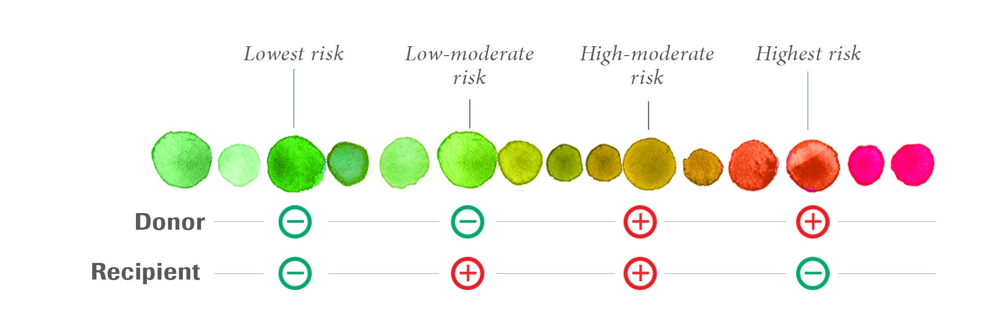 Lowest risk
Low-moderate
risk
High-moderate
risk
Highest risk
Donor − − + +
Recipient − + + −